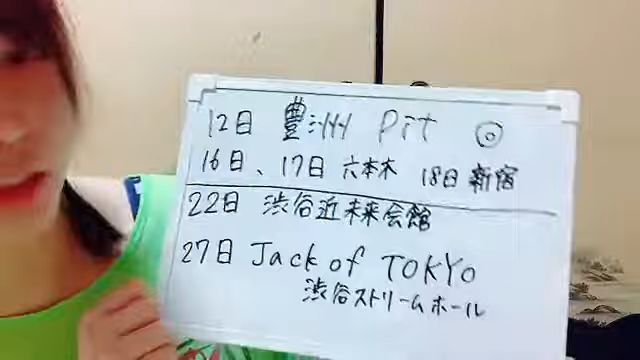 12日 豊洲 Pit ◎
16日、17日 六本木 18日 新宿
22日 渋谷近未来会館
27日 Jack of TOKYO
渋谷ストリームホール